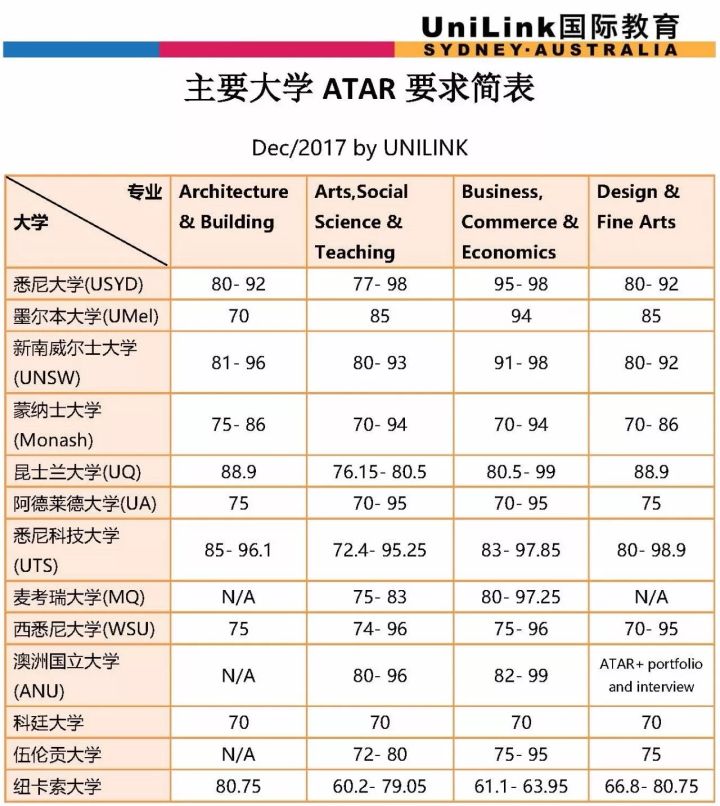 UniLink国际教育
SYDNEY·AUSTRALIA
主要大学 ATAR 要求简表
Dec/2017 by UNILINK
专业
大学
Architecture
& Building
Arts,Social
Science &
Teaching
Business,
Commerce &
Economics
Design &
Fine Arts
悉尼大学(USYD) 80- 92 77- 98 95- 98 80- 92
墨尔本大学(UMel) 70 85 94 85
新南威尔士大学
(UNSW)
81- 96 80- 93 91- 98 80- 92
蒙纳士大学
(Monash)
75- 86 70- 94 70- 94 70- 86
昆士兰大学(UQ) 88.9 76.15- 80.5 80.5- 99 88.9
阿德莱德大学(UA) 75 70- 95 70- 95 75
悉尼科技大学
(UTS)
85- 96.1 72.4- 95.25 83- 97.85 80- 98.9
麦考瑞大学(MQ) N/A 75- 83 80- 97.25 N/A
西悉尼大学(WSU) 75 74- 96 75- 96 70- 95
澳洲国立大学
(ANU)
N/A 80- 96 82- 99
ATAR+ portfolio
and interview
科廷大学 70 70 70 70
伍伦贡大学 N/A 72- 80 75- 95 75
纽卡索大学 80.75 60.2- 79.05 61.1- 63.95 66.8- 80.75